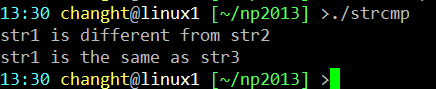 13:30 changht@linux1 [~/np2013] >./strcmp
str1 is different from str2
str1 is the same as str3
13:30 changht@linux1 [~/np2013] >